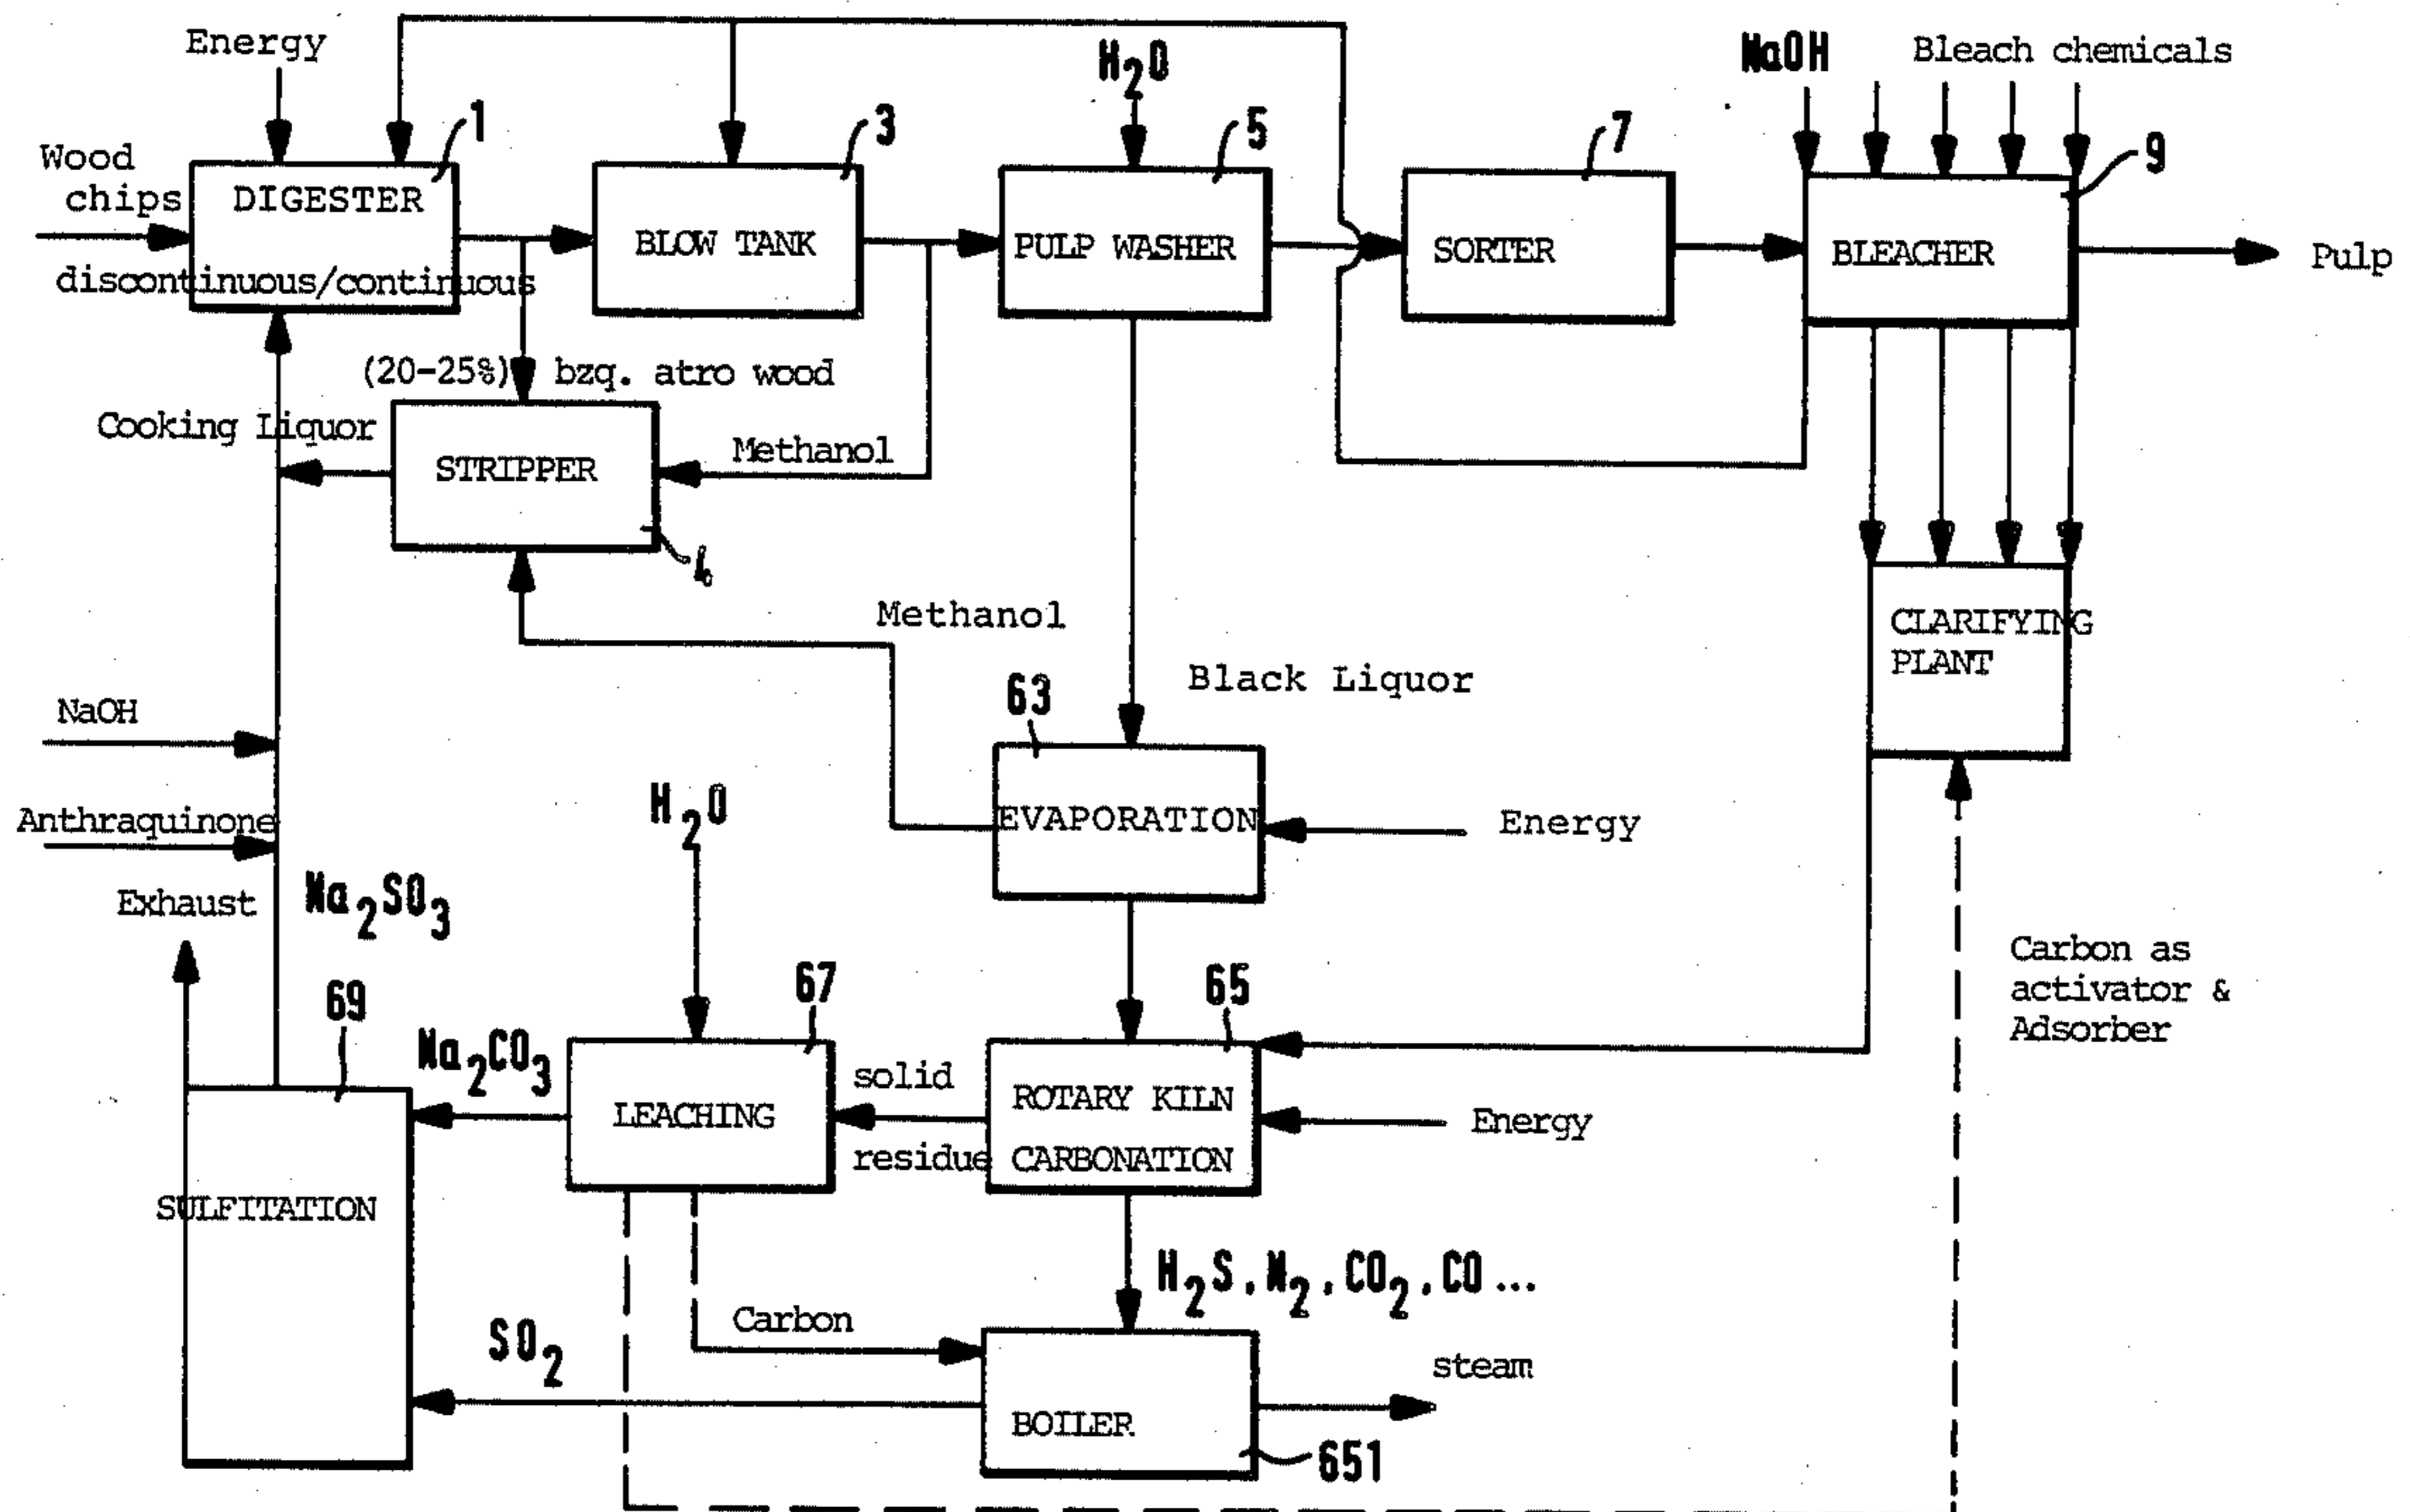 Energy
H2O
NaOH
Bleach chemicals
1
3
5
7
9
Wood
chips
DIGESTER
discontinuous/continuous
BLOW TANK
PULP WASHER
SORTER
BLEACHER
Pulp
(20-25%) bzq. atro wood
Cooking Liquor
STRIPPER
Methanol
4
Methanol
CLARIFYING
PLANT
Black Liquor
63
NaOH
H2O
EVAPORATION
Energy
Anthraquinone
Exhaust
Na2SO3
Carbon as
activator &
Adsorber
69
67
65
Na2CO3
solid
residue
LEACHING
ROTARY KILN
CARBONATION
Energy
SULFITATION
H2S, N2, CO2, CO ...
Carbon
SO2
steam
BOILER
651